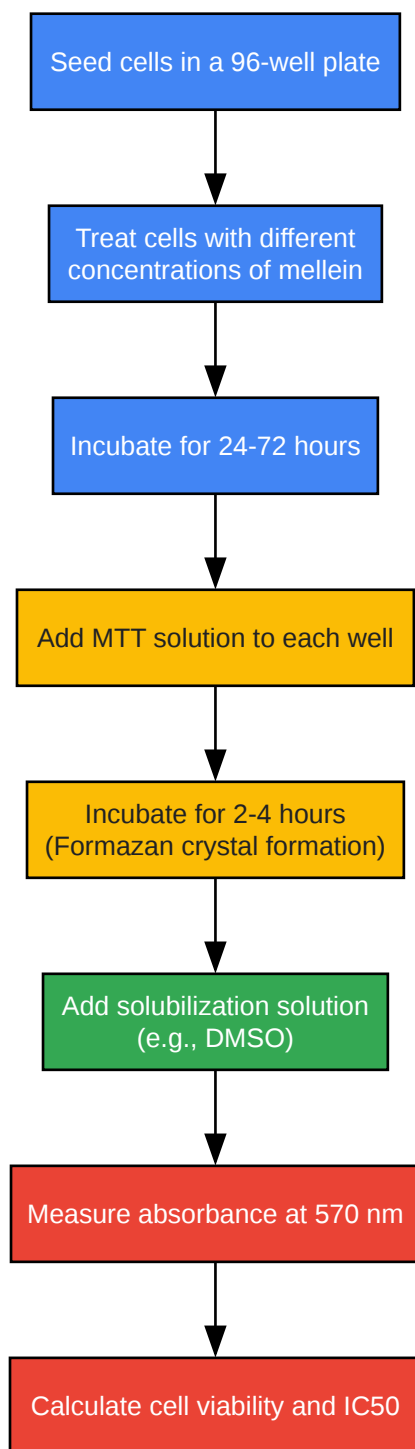 Seed cells in a 96-well plate
Treat cells with different
concentrations of mellein
Incubate for 24-72 hours
Add MTT solution to each well
Incubate for 2-4 hours
(Formazan crystal formation)
Add solubilization solution
(e.g., DMSO)
Measure absorbance at 570 nm
Calculate cell viability and IC50